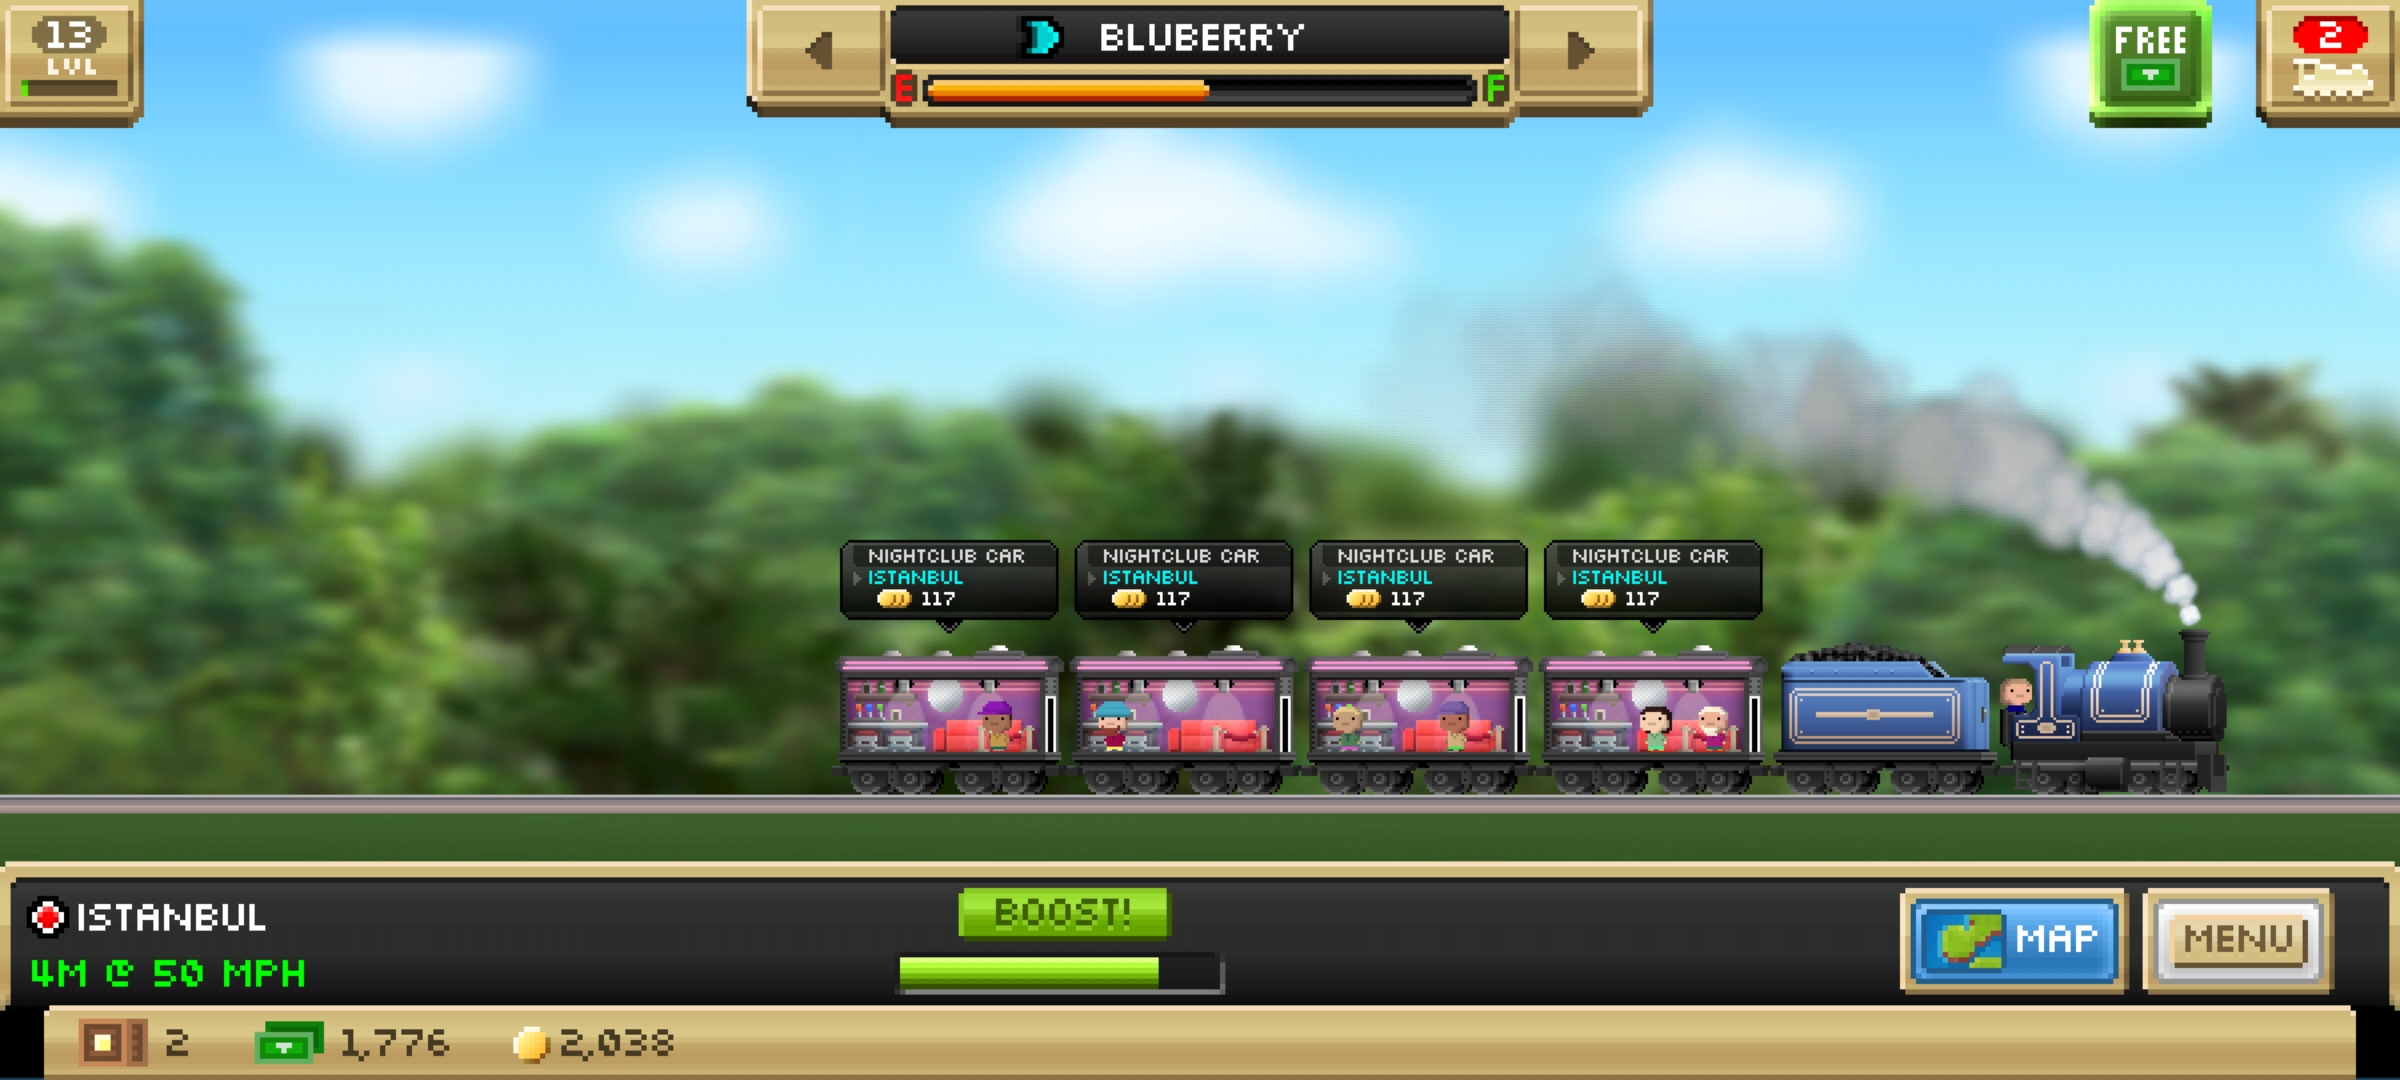 13
LVL
BLUBERRY
E
F
FREE
2
NIGHTCLUB CAR
ISTANBUL
117
NIGHTCLUB CAR
ISTANBUL
117
NIGHTCLUB CAR
ISTANBUL
117
NIGHTCLUB CAR
ISTANBUL
117
ISTANBUL
4M @ 50 MPH
BOOST!
MAP
MENU
2
1,776
2,038